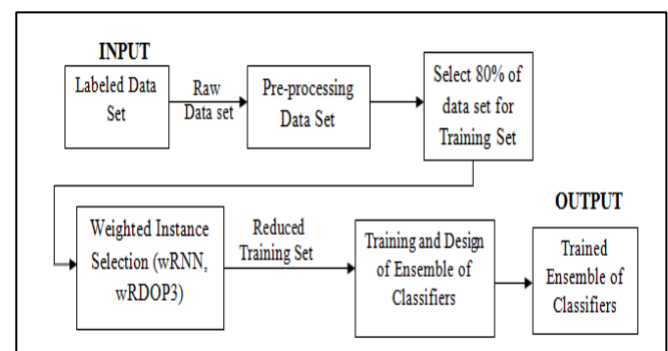 INPUT
Labeled Data
Set
Raw
Data set
Pre-processing
Data Set
Select 80% of
data set for
Training Set
Weighted Instance
Selection (wRNN,
wRDOP3)
Reduced
Training Set
Training and Design
of Ensemble of
Classifiers
OUTPUT
Trained
Ensemble of
Classifiers